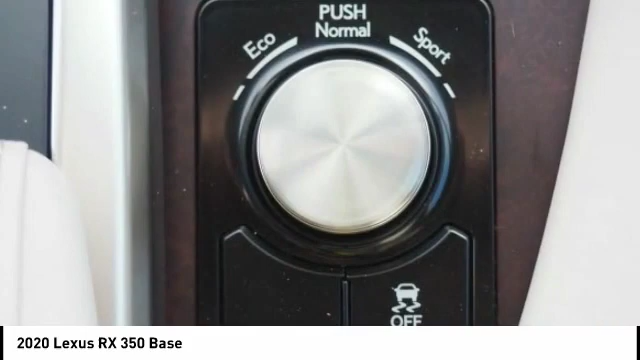 PUSH
Normal
Eco
Sport
OFF
2020 Lexus RX 350 Base